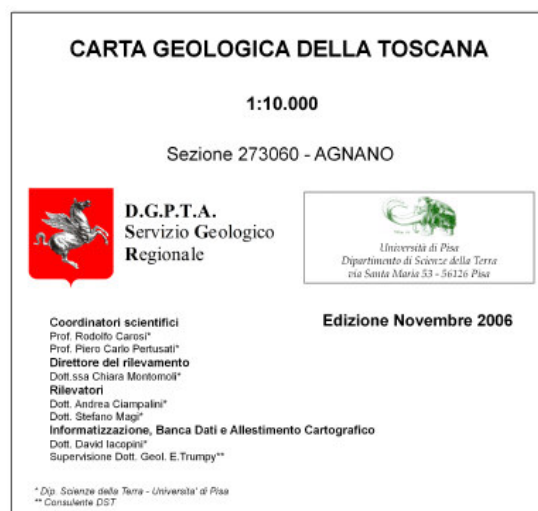 CARTA GEOLOGICA DELLA TOSCANA
1:10.000
Sezione 273060 - AGNANO
D.G.P.T.A.
Servizio Geologico
Regionale
Università di Pisa
Dipartimento di Scienze della Terra
via Santa Maria 53 - 56126 Pisa
Edizione Novembre 2006
Coordinatori scientifici
Prof. Rodolfo Carosi*
Prof. Piero Carlo Pertusati*
Direttore del rilevamento
Dott.ssa Chiara Montomoli*
Rilevatori
Dott. Andrea Ciampalini*
Dott. Stefano Magi*
Informatizzazione, Banca Dati e Allestimento Cartografico
Dott. David Iacopini*
Supervisione Dott. Geol. E.Trumpy**
* Dip. Scienze della Terra - Universita' di Pisa
** Consulente DST